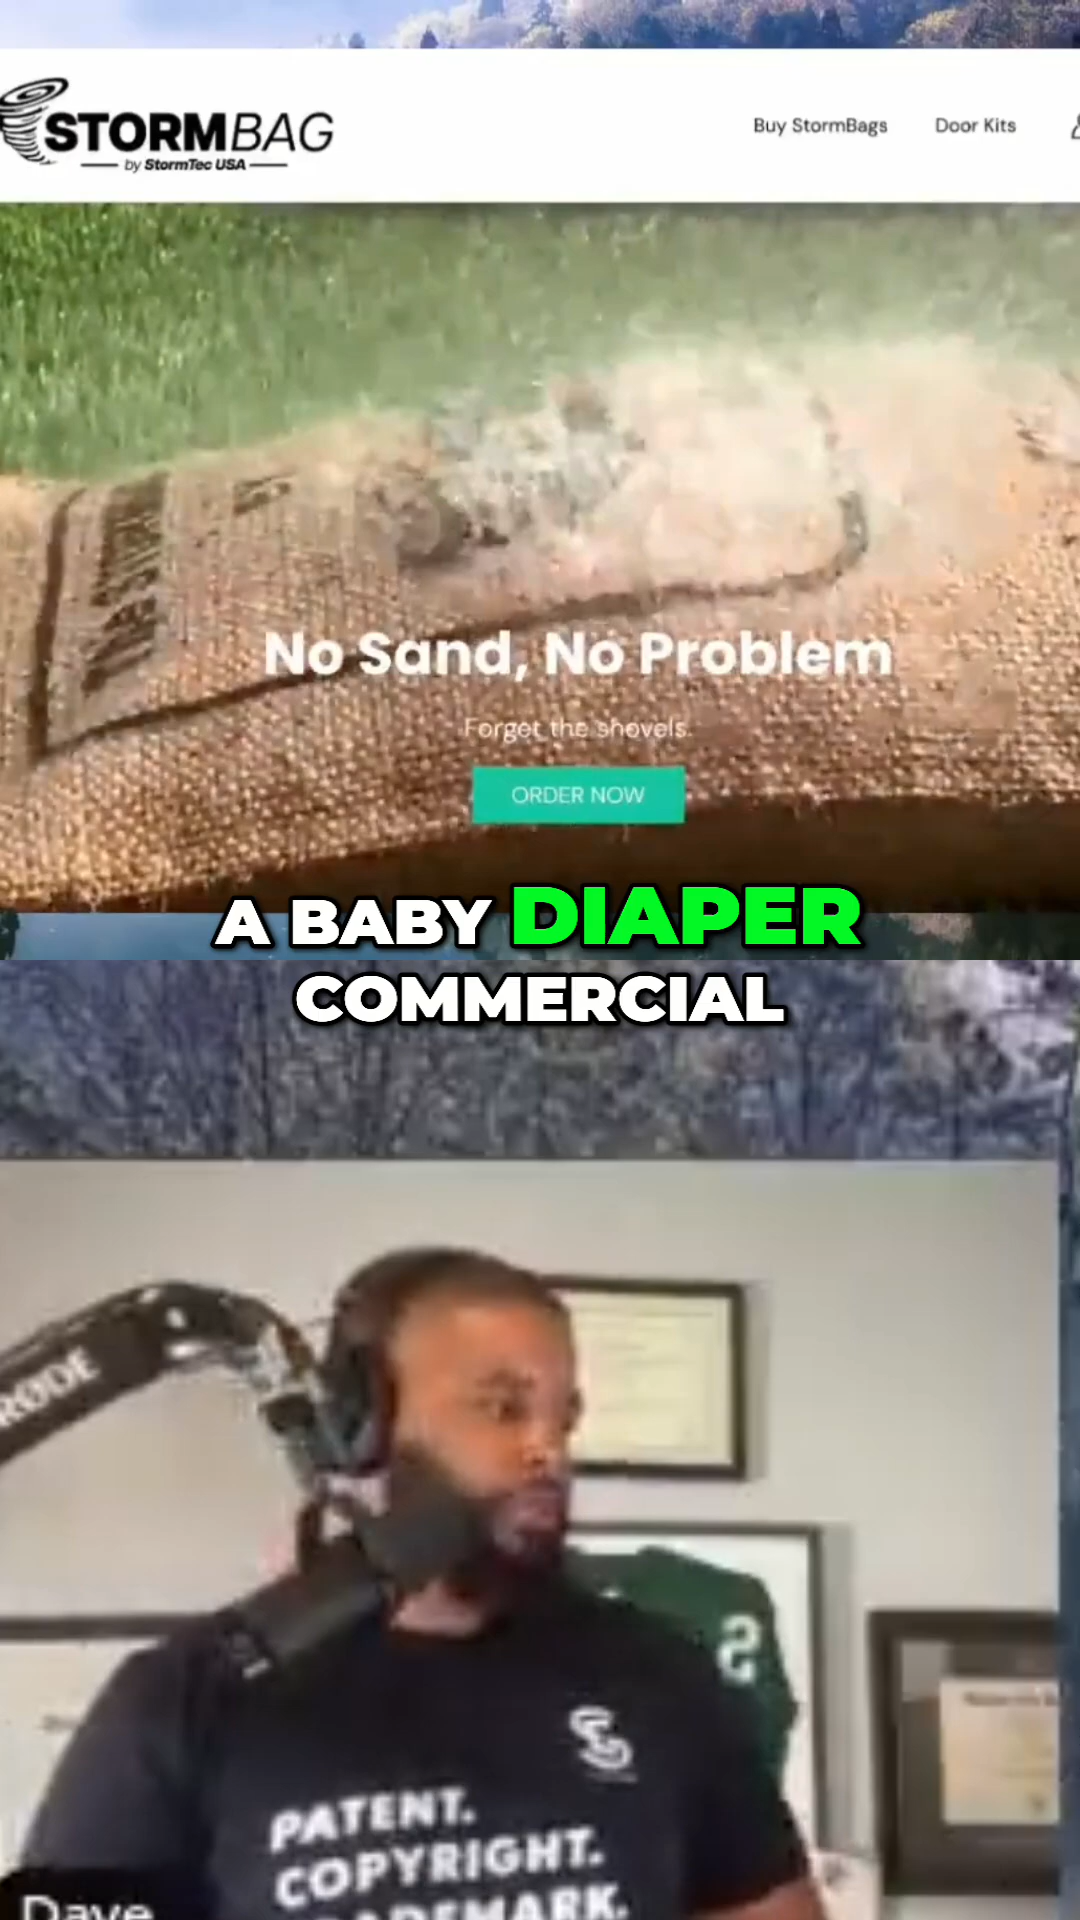 STORMBAG
by StormTec USA
Buy StormBags
Door Kits
No Sand, No Problem
Forget the shovels.
ORDER NOW
A BABY DIAPER
COMMERCIAL
RODE
S
PATENT.
COPYRIGHT.
TRADEMARK.
Dave